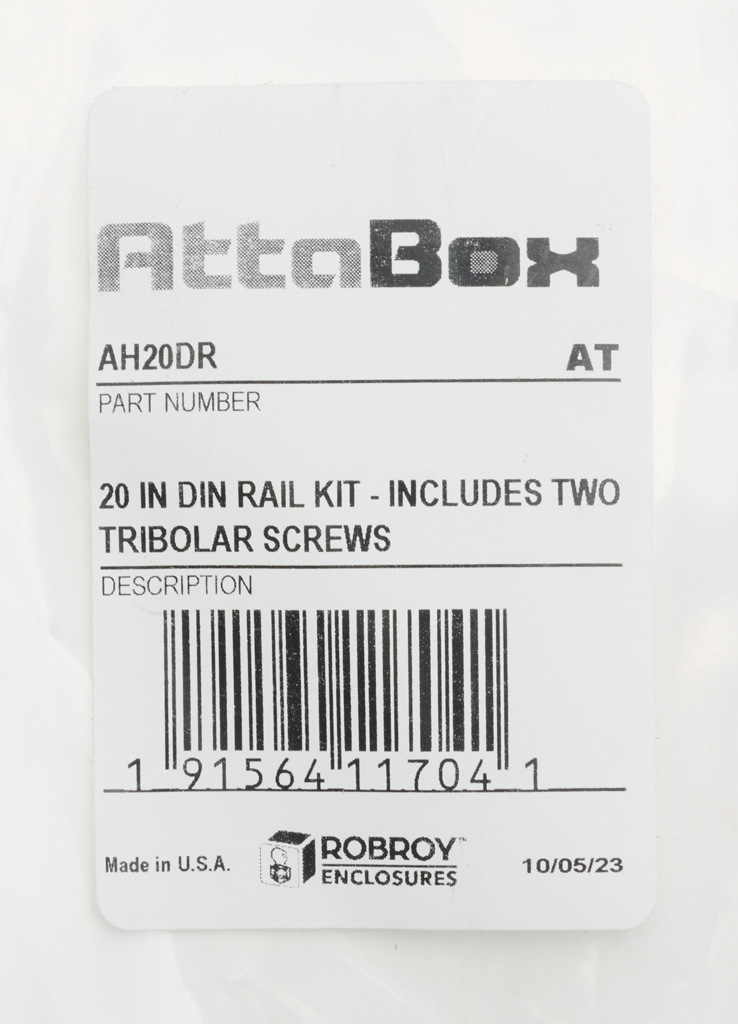 AttaBox
AH20DR AT
PART NUMBER
20 IN DIN RAIL KIT - INCLUDES TWO
TRIBOLAR SCREWS
DESCRIPTION
1 91564 11704 1
Made in U.S.A. ROBROY™ 10/05/23
ENCLOSURES